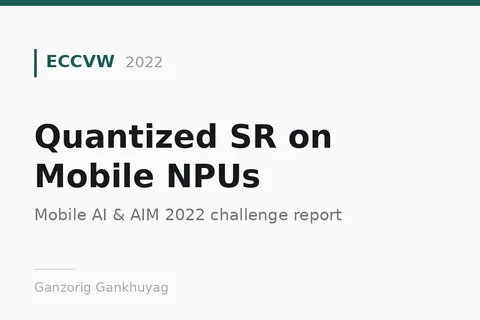 ECCVW 2022
Quantized SR on
Mobile NPUs
Mobile AI & AIM 2022 challenge report
Ganzorig Gankhuyag